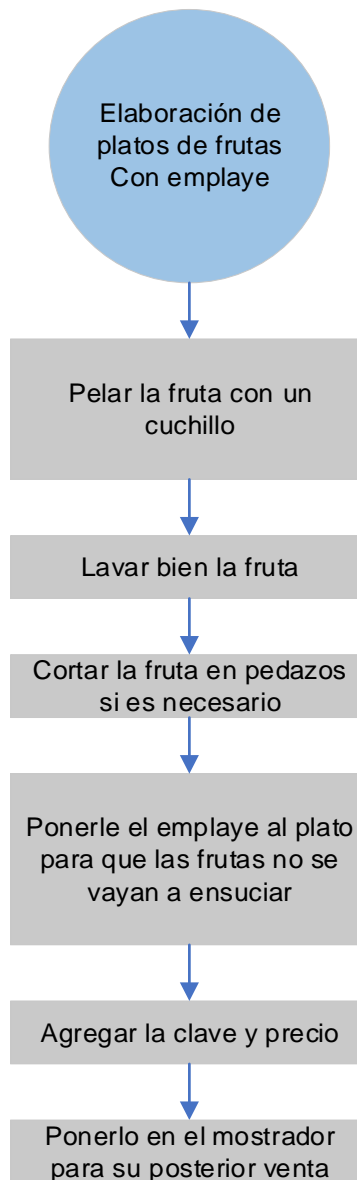 Elaboración de
platos de frutas
Con emplaye
Pelar la fruta con un
cuchillo
Lavar bien la fruta
Cortar la fruta en pedazos
si es necesario
Ponerle el emplaye al plato
para que las frutas no se
vayan a ensuciar
Agregar la clave y precio
Ponerlo en el mostrador
para su posterior venta